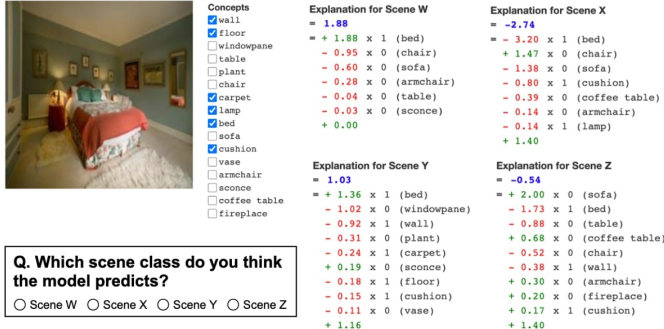 Concepts
wall
floor
windowpane
table
plant
chair
carpet
lamp
bed
sofa
cushion
vase
armchair
sconce
coffee table
fireplace
Explanation for Scene W
= 1.88
= + 1.88 x 1 (bed)
- 0.95 x 0 (chair)
- 0.60 x 0 (sofa)
- 0.28 x 0 (armchair)
- 0.04 x 0 (table)
- 0.03 x 0 (sconce)
+ 0.00
Explanation for Scene X
= -2.74
= - 3.20 x 1 (bed)
+ 1.47 x 0 (chair)
- 1.38 x 0 (sofa)
- 0.80 x 1 (cushion)
- 0.39 x 0 (coffee table)
- 0.14 x 0 (armchair)
- 0.14 x 1 (lamp)
+ 1.40
Explanation for Scene Y
= 1.03
= + 1.36 x 1 (bed)
- 1.02 x 0 (windowpane)
- 0.92 x 1 (wall)
- 0.31 x 0 (plant)
- 0.24 x 1 (carpet)
+ 0.19 x 0 (sconce)
- 0.18 x 1 (floor)
- 0.15 x 1 (cushion)
- 0.11 x 0 (vase)
+ 1.16
Explanation for Scene Z
= -0.54
= + 2.00 x 0 (sofa)
- 1.73 x 1 (bed)
- 0.88 x 0 (table)
+ 0.68 x 0 (coffee table)
- 0.52 x 0 (chair)
- 0.38 x 1 (wall)
+ 0.30 x 0 (armchair)
+ 0.20 x 0 (fireplace)
+ 0.17 x 1 (cushion)
+ 1.40
Q. Which scene class do you think
the model predicts?
Scene W Scene X Scene Y Scene Z